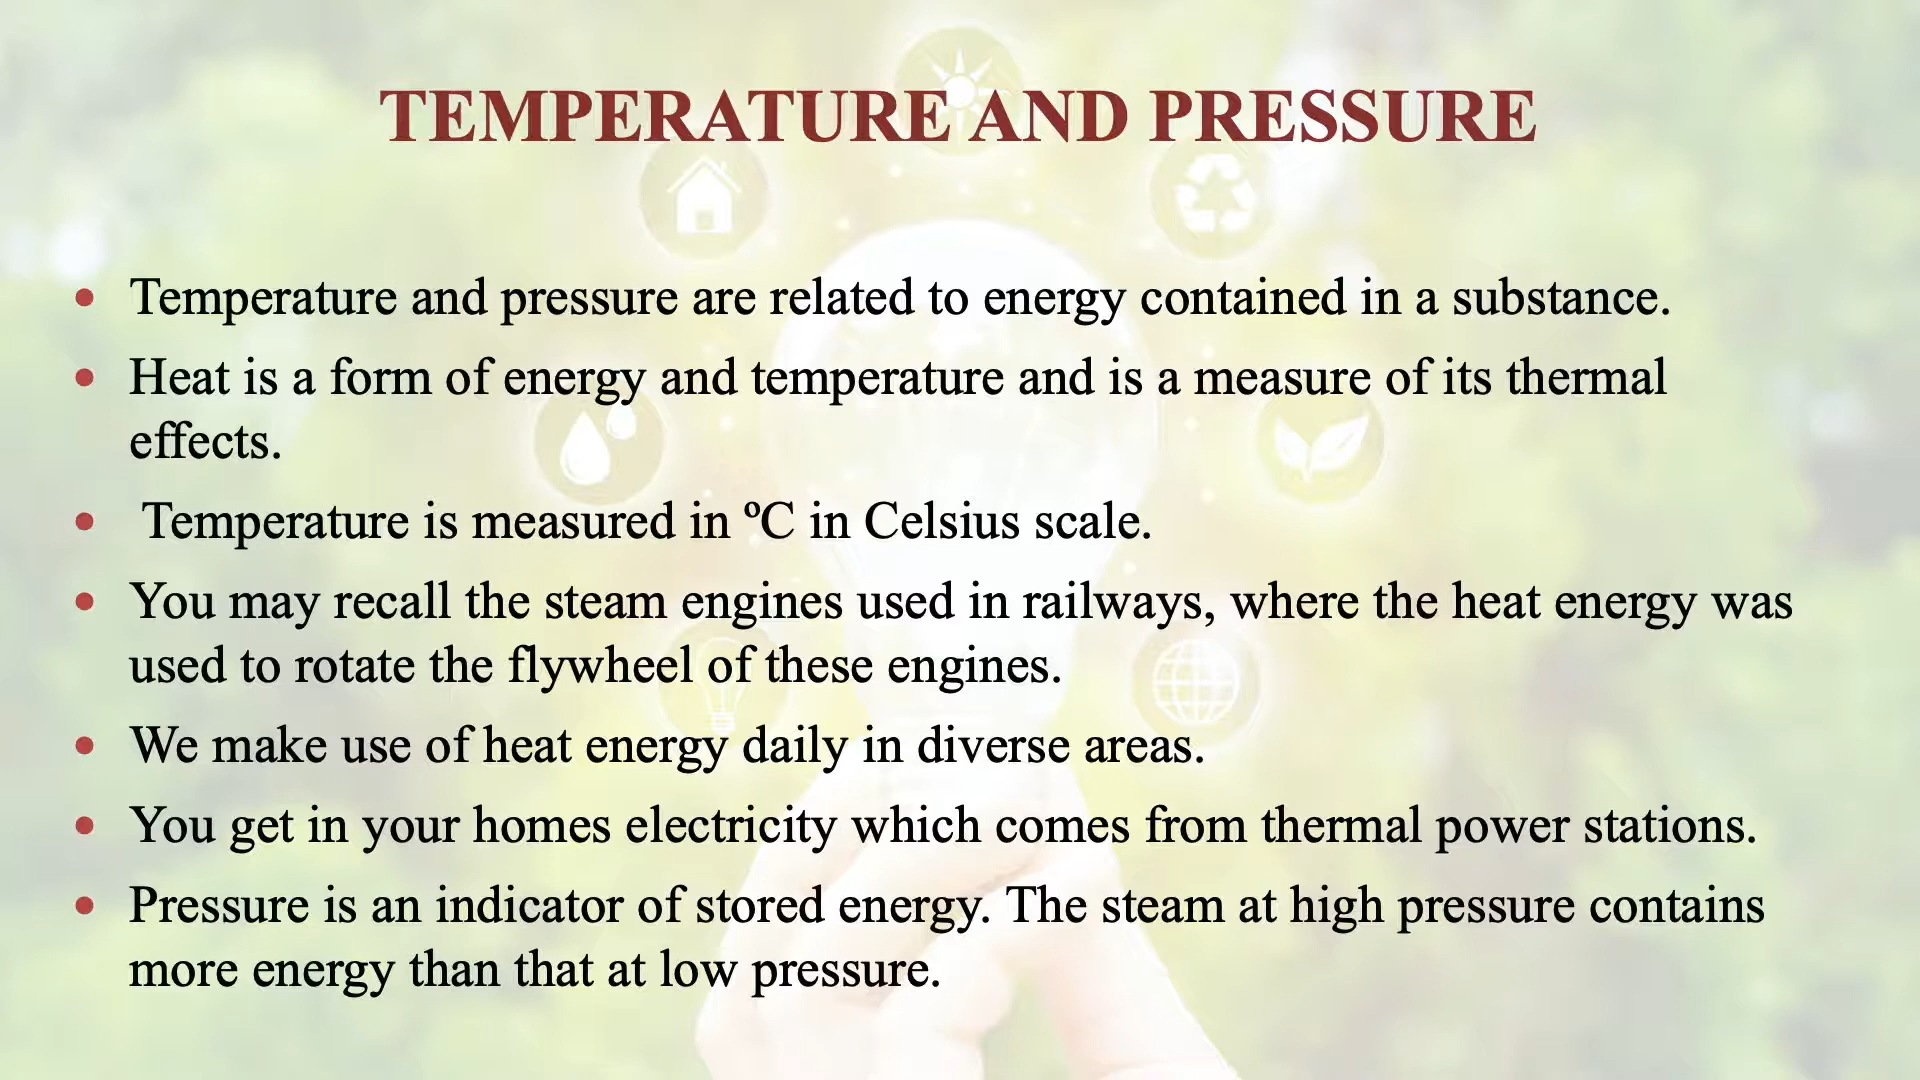 TEMPERATURE AND PRESSURE
• Temperature and pressure are related to energy contained in a substance.
• Heat is a form of energy and temperature and is a measure of its thermal
effects.
• Temperature is measured in ºC in Celsius scale.
• You may recall the steam engines used in railways, where the heat energy was
used to rotate the flywheel of these engines.
• We make use of heat energy daily in diverse areas.
• You get in your homes electricity which comes from thermal power stations.
• Pressure is an indicator of stored energy. The steam at high pressure contains
more energy than that at low pressure.